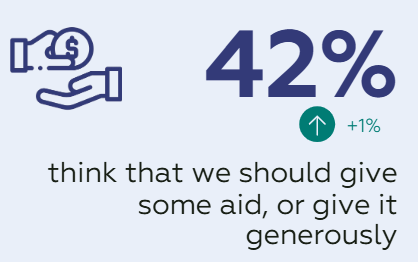 42%
+1%
think that we should give
some aid, or give it
generously